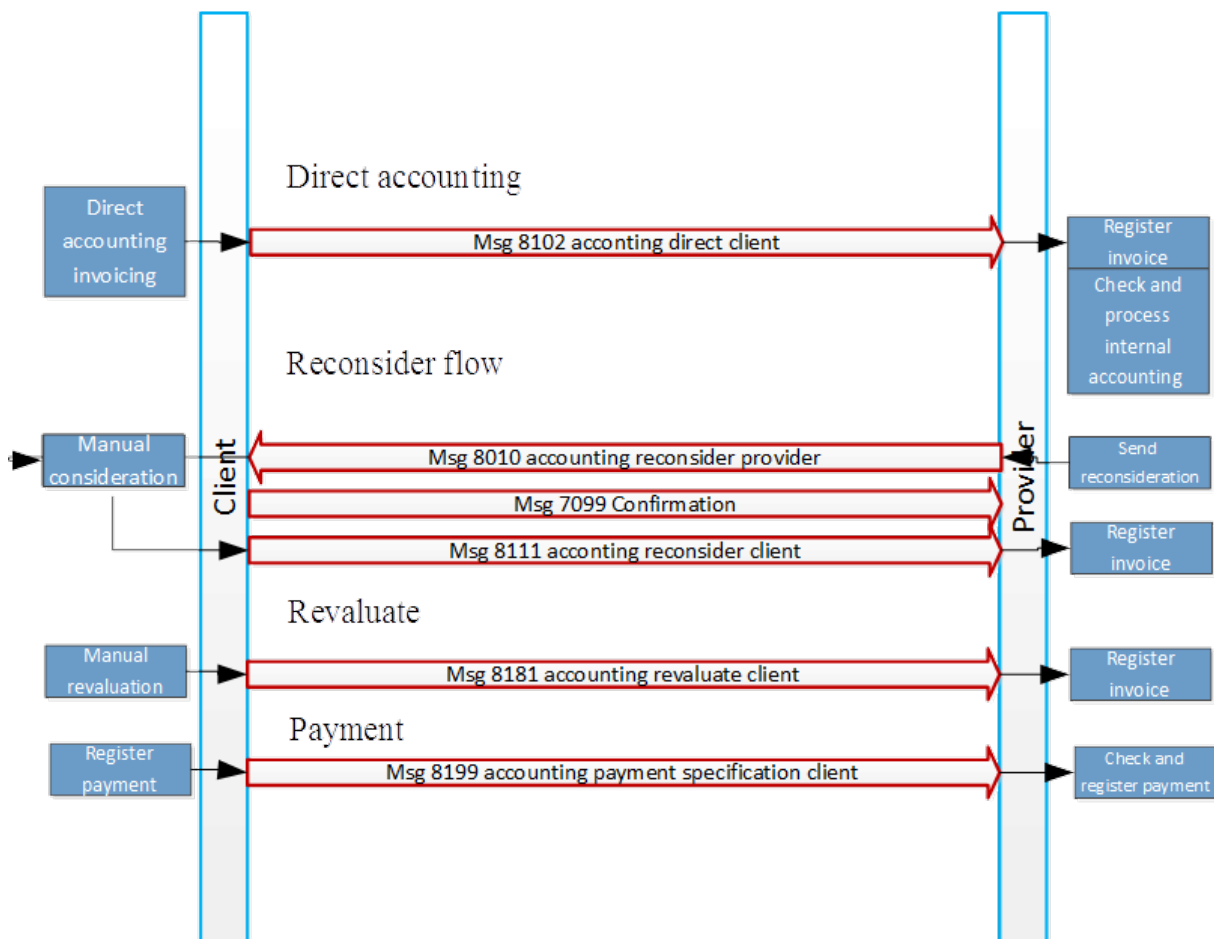 Direct accounting
Direct
accounting
invoicing
Msg 8102 acconting direct client
Register
invoice
Check and
process
internal
accounting
Reconsider flow
Client
Provider
Manual
consideration
Msg 8010 accounting reconsider provider
Send
reconsideration
Msg 7099 Confirmation
Msg 8111 acconting reconsider client
Register
invoice
Revaluate
Manual
revaluation
Msg 8181 accounting revaluate client
Register
invoice
Payment
Register
payment
Msg 8199 accounting payment specification client
Check and
register payment